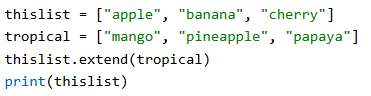 thislist = ["apple", "banana", "cherry"]
tropical = ["mango", "pineapple", "papaya"]
thislist.extend(tropical)
print(thislist)